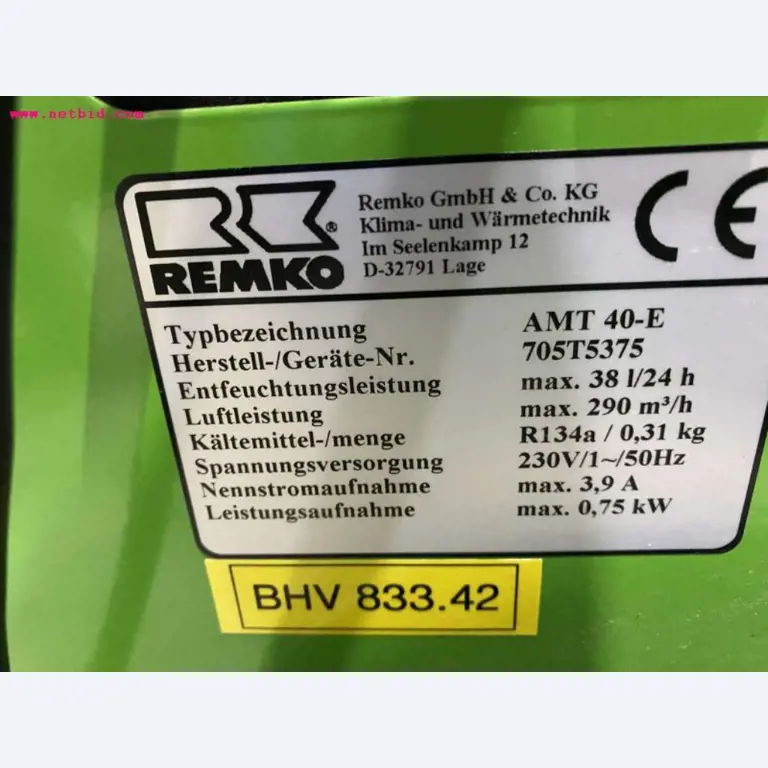 www.netbid.com
REMKO
®
Remko GmbH & Co. KG
Klima- und Wärmetechnik
Im Seelenkamp 12
D-32791 Lage
CE
Typbezeichnung AMT 40-E
Herstell-/Geräte-Nr. 705T5375
Entfeuchtungsleistung max. 38 l/24 h
Luftleistung max. 290 m³/h
Kältemittel-/menge R134a / 0,31 kg
Spannungsversorgung 230V/1~/50Hz
Nennstromaufnahme max. 3,9 A
Leistungsaufnahme max. 0,75 kW
BHV 833.42